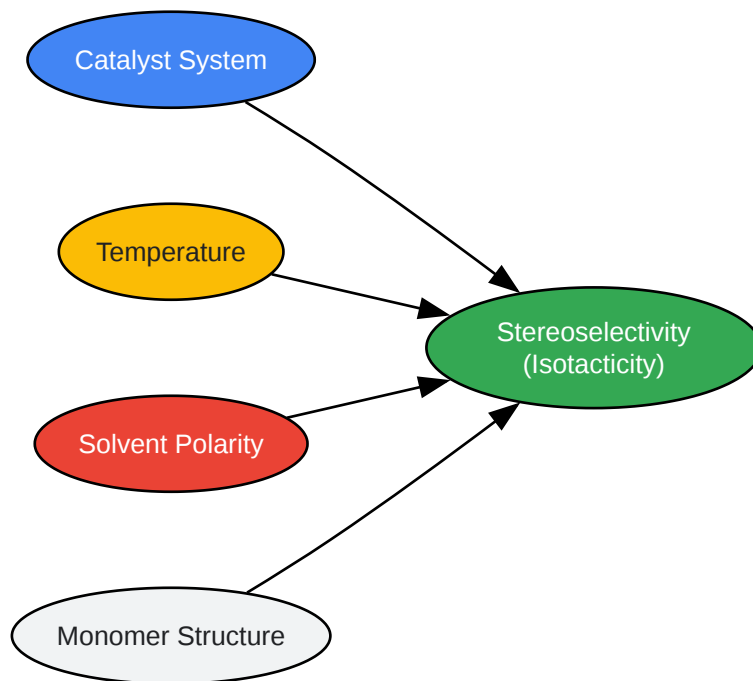 Catalyst System
Temperature
Stereoselectivity
(Isotacticity)
Solvent Polarity
Monomer Structure